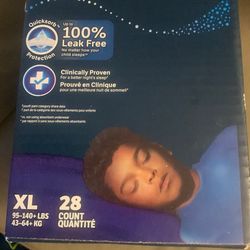 Quicksorb™
Protection
Up to
100%
Leak Free*
No matter how your
child sleeps**
Clinically Proven
For a better night sleep*
Prouvé en Clinique
pour une meilleure nuit de sommeil*
XL
95-140+ LBS
43-64+ KG
28
COUNT
QUANTITÉ